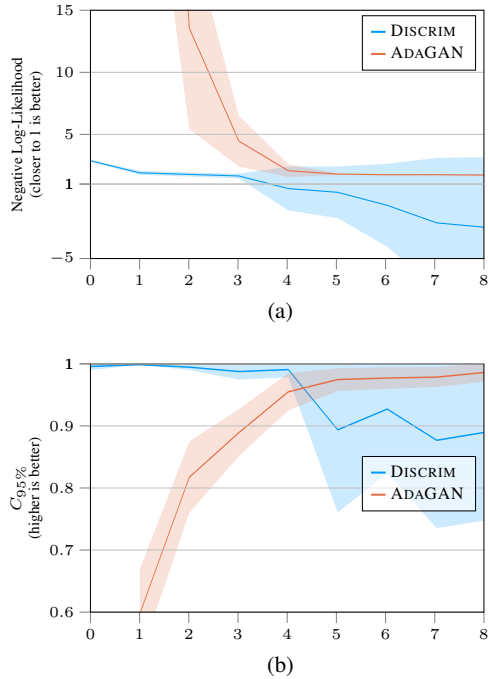 15
10
5
1
−5
Negative Log-Likelihood
(closer to 1 is better)
DISCRIM
ADAGAN
0 1 2 3 4 5 6 7 8
(a)
1
0.9
0.8
0.7
0.6
C95%
(higher is better)
DISCRIM
ADAGAN
0 1 2 3 4 5 6 7 8
(b)